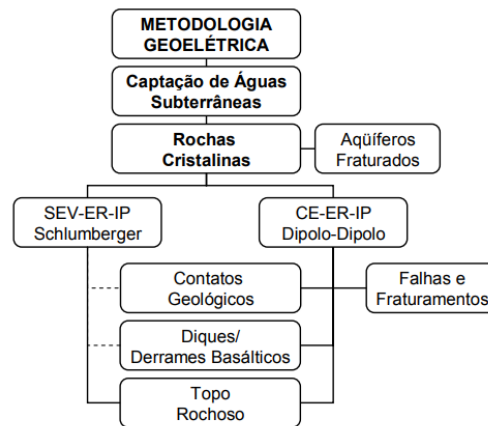 METODOLOGIA
GEOELÉTRICA
Captação de Águas
Subterrâneas
Rochas
Cristalinas
Aqüíferos
Fraturados
SEV-ER-IP
Schlumberger
CE-ER-IP
Dipolo-Dipolo
Contatos
Geológicos
Falhas e
Fraturamentos
Diques/
Derrames Basálticos
Topo
Rochoso